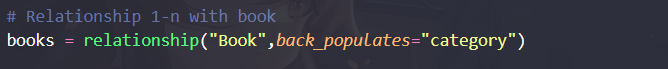 # Relationship 1-n with book
books = relationship("Book",back_populates="category")